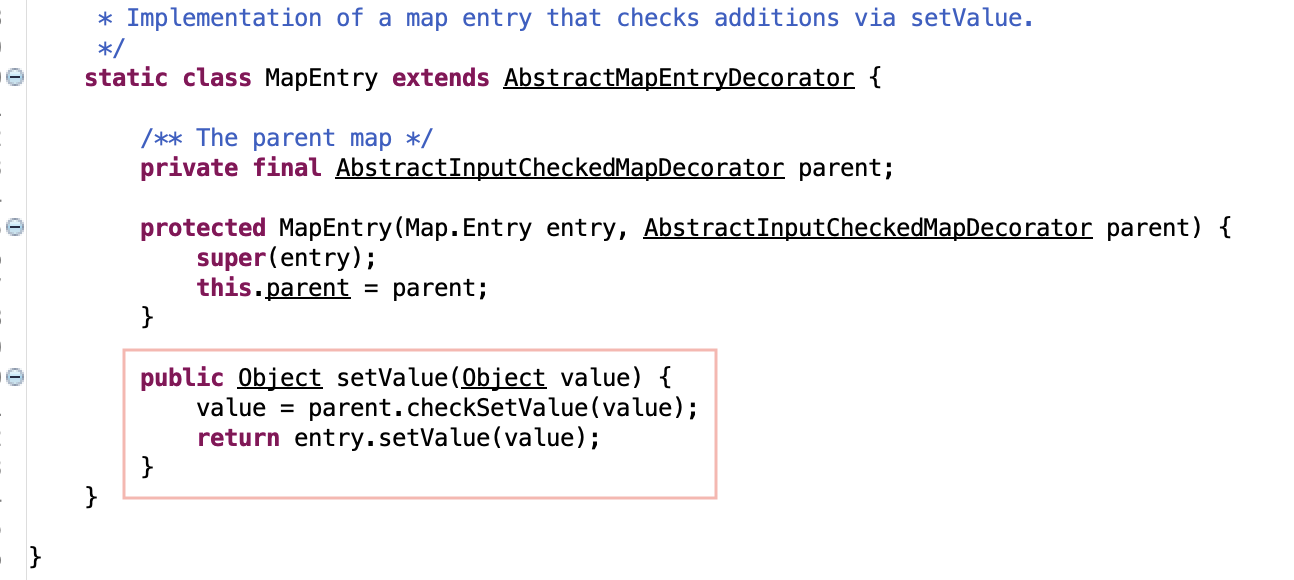 * Implementation of a map entry that checks additions via setValue.
*/
static class MapEntry extends AbstractMapEntryDecorator {
/** The parent map */
private final AbstractInputCheckedMapDecorator parent;
protected MapEntry(Map.Entry entry, AbstractInputCheckedMapDecorator parent) {
super(entry);
this.parent = parent;
}
public Object setValue(Object value) {
value = parent.checkSetValue(value);
return entry.setValue(value);
}
}
}